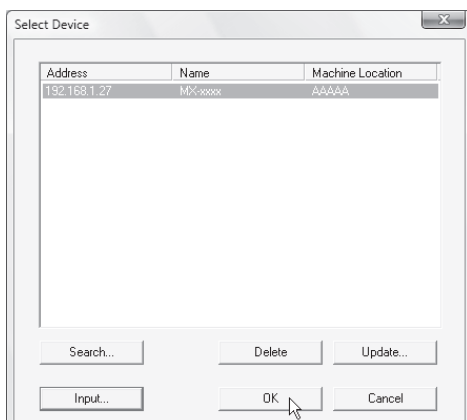 Select Device
Address Name Machine Location
192.168.1.27 MX-xxxx AAAAA
Search... Delete Update...
Input... OK Cancel